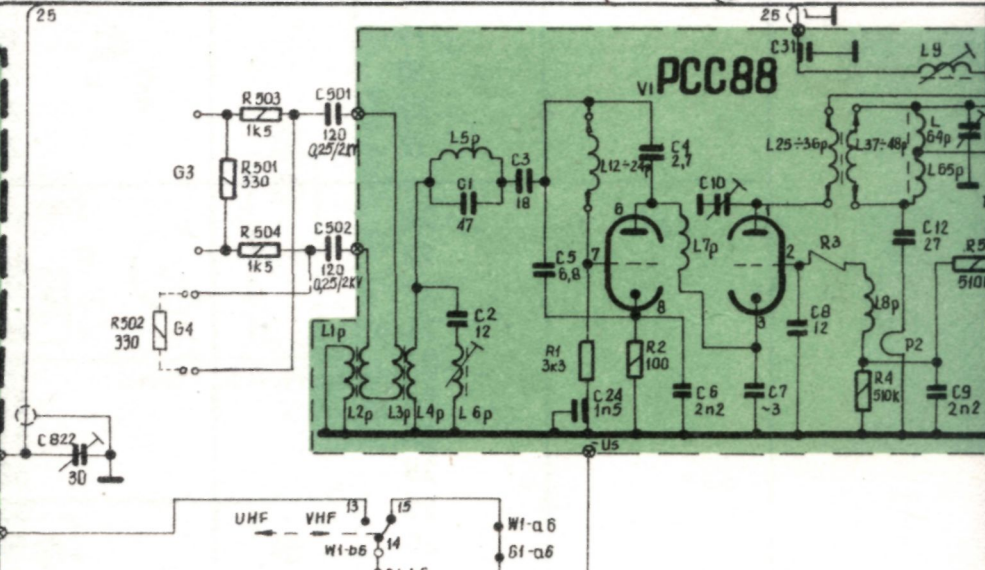 25
25
C31
L9
PCC88
V1
R503
1k5
C501
120
0,25/2kV
G3
R501
330
R504
1k5
C502
120
0,25/2kV
R502
330
G4
L5p
C1
47
C3
18
L12÷24p
C4
2,7
C10
L25÷36p
L37÷48p
L
64p
L65p
C12
27
6
7
8
L7p
1
2
3
R3
C5
6,8
C2
12
L8p
C8
12
P2
R5
510
L1p
L2p
L3p
L4p
L6p
R1
3k3
R2
100
C24
1n5
C6
2n2
C7
~3
R4
510k
C9
2n2
-Us
C822
30
UHF
VHF
13
15
14
W1-b6
W1-a6
G1-a6